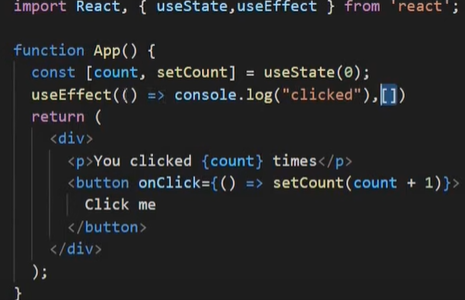 import React, { useState,useEffect } from 'react';
function App() {
const [count, setCount] = useState(0);
useEffect(() => console.log("clicked"),[])
return (
<div>
<p>You clicked {count} times</p>
<button onClick={() => setCount(count + 1)}>
Click me
</button>
</div>
);
}